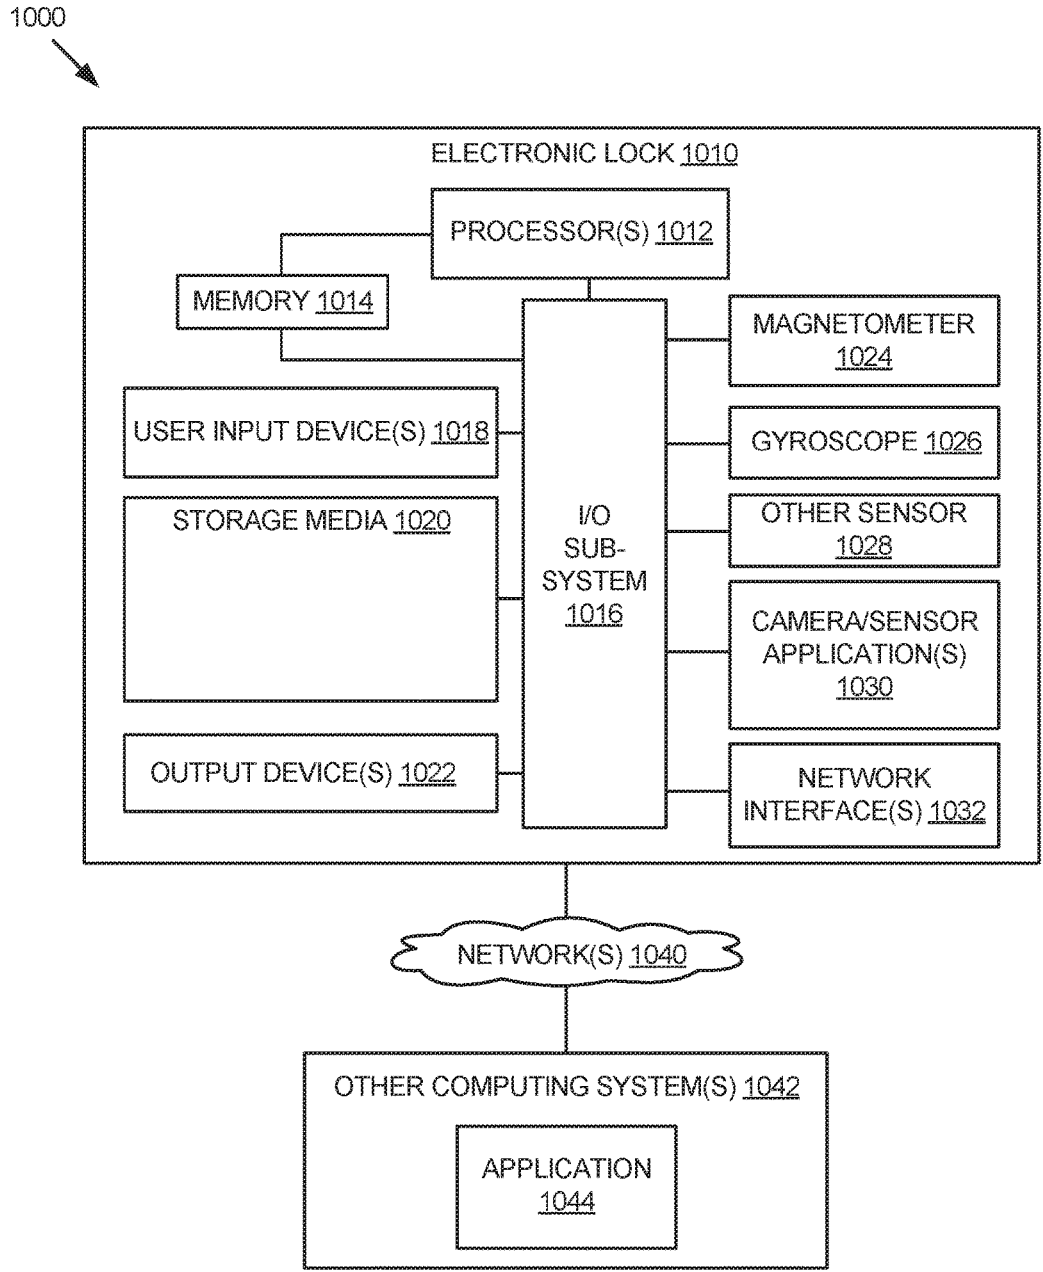 1000
ELECTRONIC LOCK 1010
PROCESSOR(S) 1012
MEMORY 1014
USER INPUT DEVICE(S) 1018
STORAGE MEDIA 1020
OUTPUT DEVICE(S) 1022
I/O
SUB-
SYSTEM
1016
MAGNETOMETER
1024
GYROSCOPE 1026
OTHER SENSOR
1028
CAMERA/SENSOR
APPLICATION(S)
1030
NETWORK
INTERFACE(S) 1032
NETWORK(S) 1040
OTHER COMPUTING SYSTEM(S) 1042
APPLICATION
1044